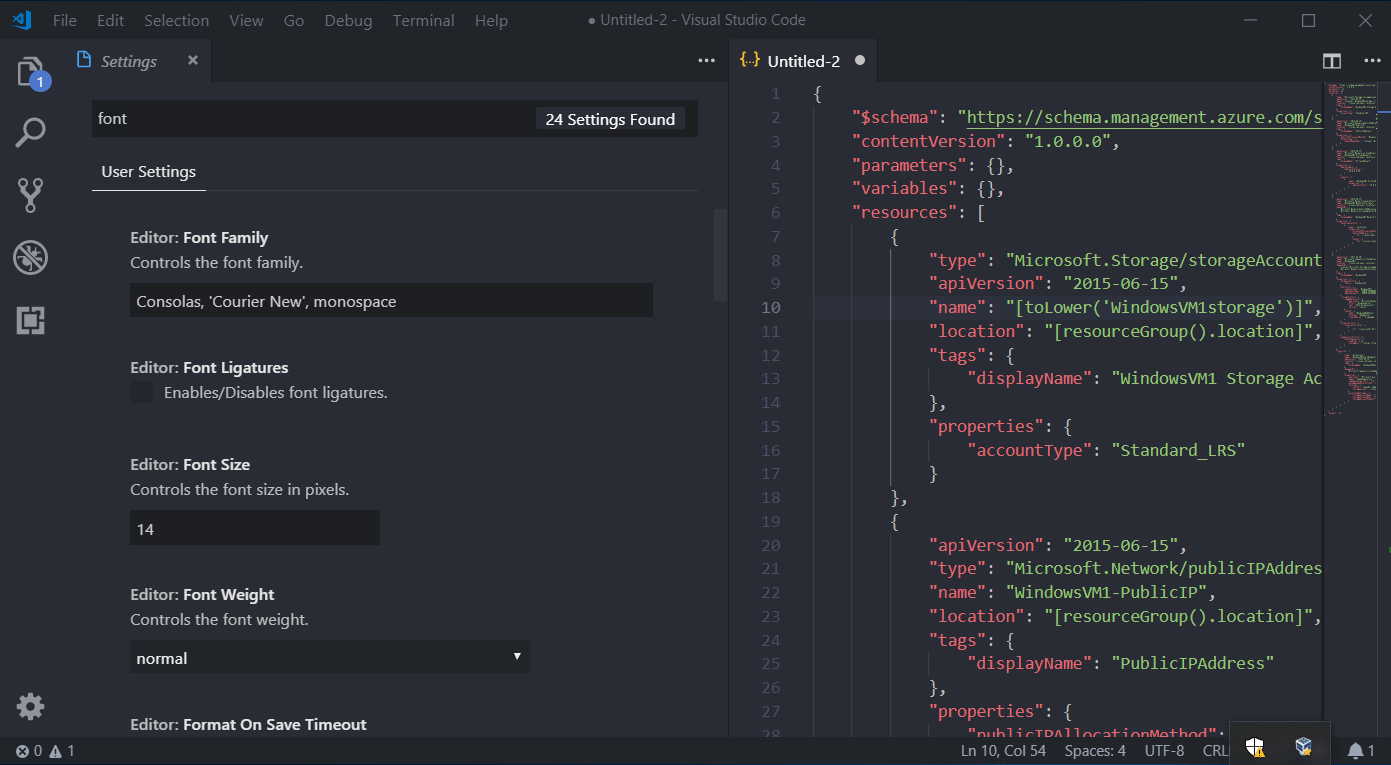 File Edit Selection View Go Debug Terminal Help
● Untitled-2 - Visual Studio Code
1
Settings
font
24 Settings Found
User Settings
Editor: Font Family
Controls the font family.
Consolas, 'Courier New', monospace
Editor: Font Ligatures
Enables/Disables font ligatures.
Editor: Font Size
Controls the font size in pixels.
14
Editor: Font Weight
Controls the font weight.
normal
Editor: Format On Save Timeout
{..} Untitled-2 ●
1 {
2 "$schema": "https://schema.management.azure.com/s
3 "contentVersion": "1.0.0.0",
4 "parameters": {},
5 "variables": {},
6 "resources": [
7 {
8 "type": "Microsoft.Storage/storageAccount
9 "apiVersion": "2015-06-15",
10 "name": "[toLower('WindowsVM1storage')]",
11 "location": "[resourceGroup().location]",
12 "tags": {
13 "displayName": "WindowsVM1 Storage Ac
14 },
15 "properties": {
16 "accountType": "Standard_LRS"
17 }
18 },
19 {
20 "apiVersion": "2015-06-15",
21 "type": "Microsoft.Network/publicIPAddres
22 "name": "WindowsVM1-PublicIP",
23 "location": "[resourceGroup().location]",
24 "tags": {
25 "displayName": "PublicIPAddress"
26 },
27 "properties": {
28 "publicIPAllocationMethod":
0 1
Ln 10, Col 54 Spaces: 4 UTF-8 CRL
1